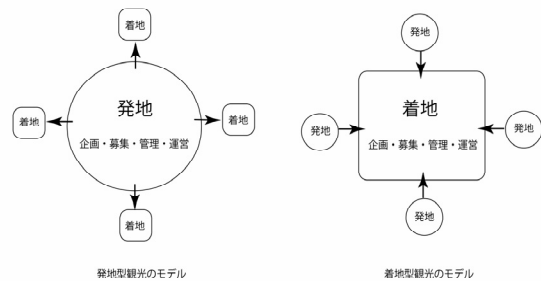 着地
発地
着地
着地
企画・募集・管理・運営
着地
発地型観光のモデル
発地
着地
発地
発地
企画・募集・管理・運営
発地
着地型観光のモデル